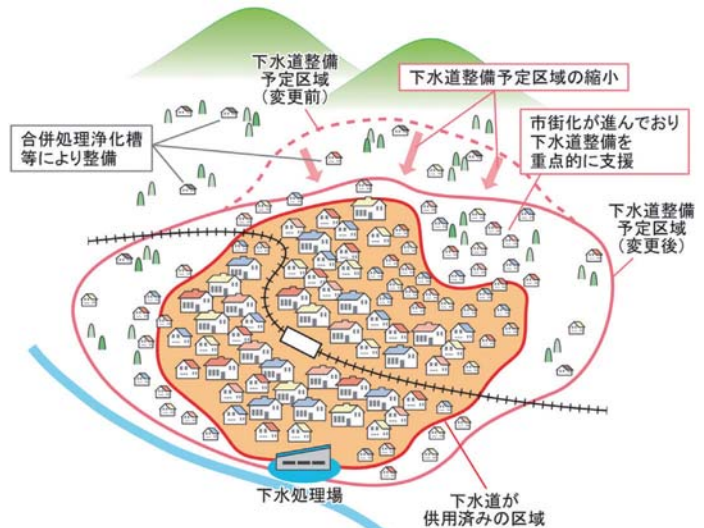 下水道整備
予定区域
（変更前）
下水道整備予定区域の縮小
合併処理浄化槽
等により整備
市街化が進んでおり
下水道整備を
重点的に支援
下水道整備
予定区域
（変更後）
下水処理場
下水道が
供用済みの区域